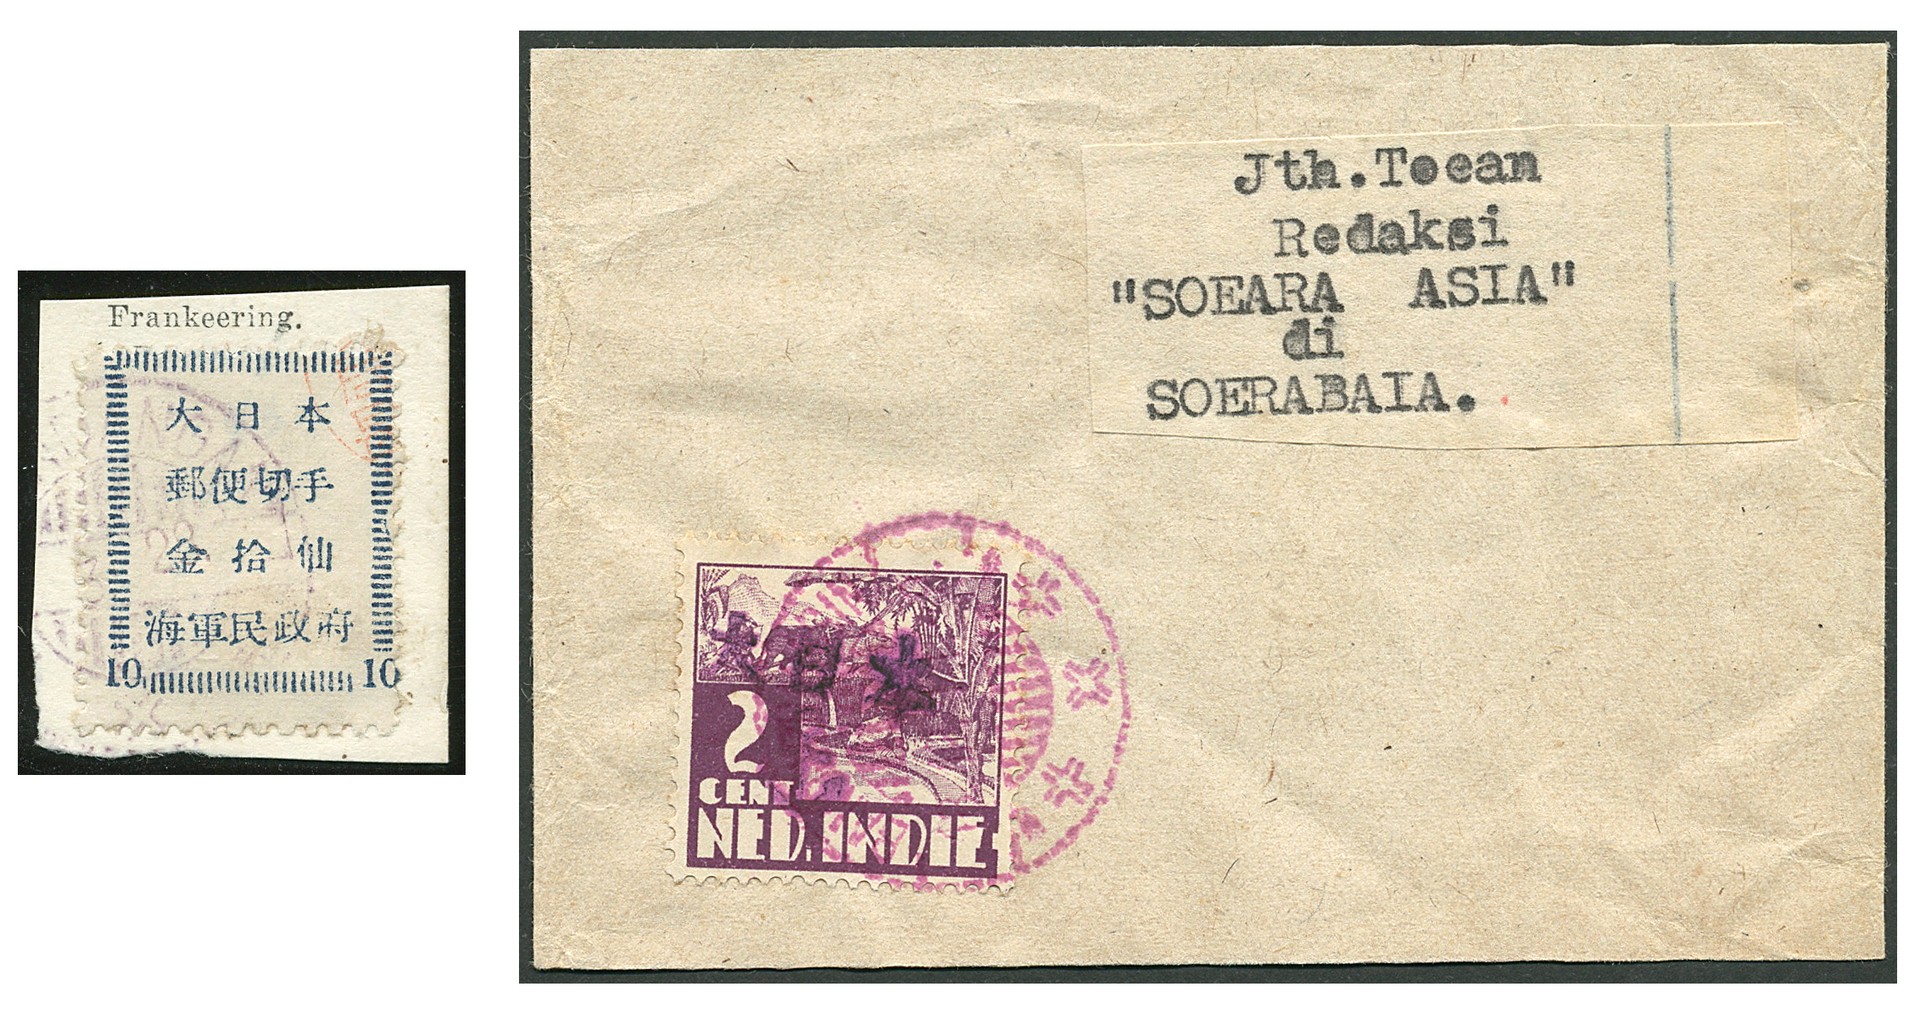 Frankeering.
大日本
郵便切手
金拾仙
海軍民政府
10 10
Jth.Toean
Redaksi
"SOEARA ASIA"
di
SOERABAIA.
2
CENT
NED. INDIE